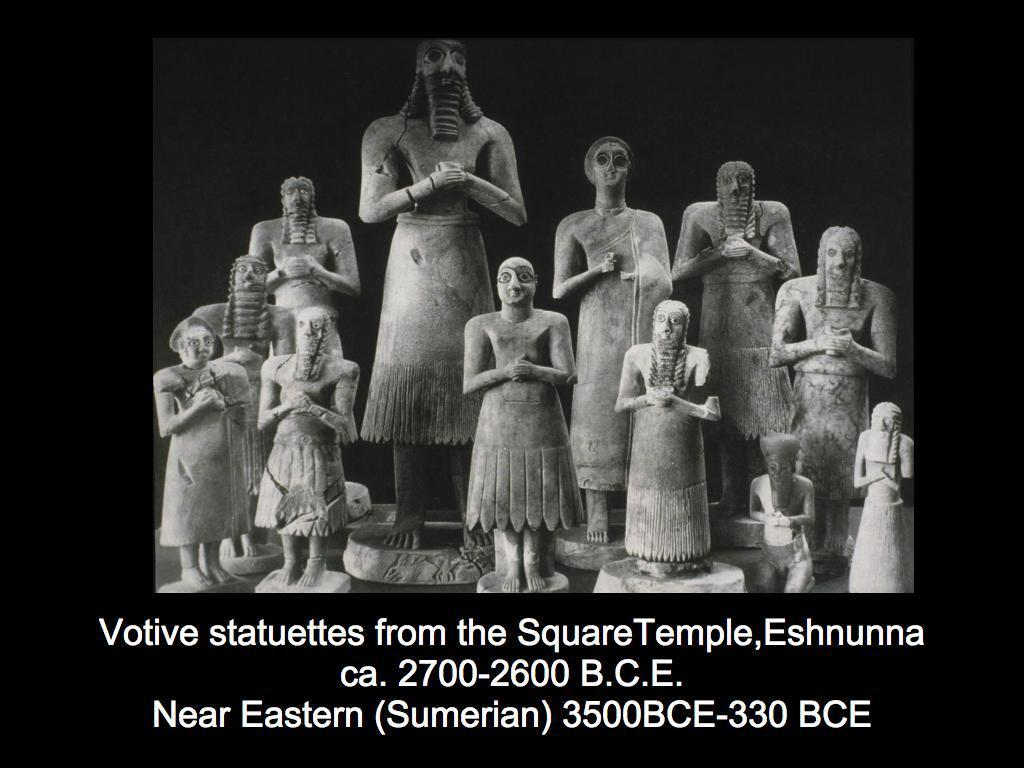 Votive statuettes from the SquareTemple,Eshnunna
ca. 2700-2600 B.C.E.
Near Eastern (Sumerian) 3500BCE-330 BCE